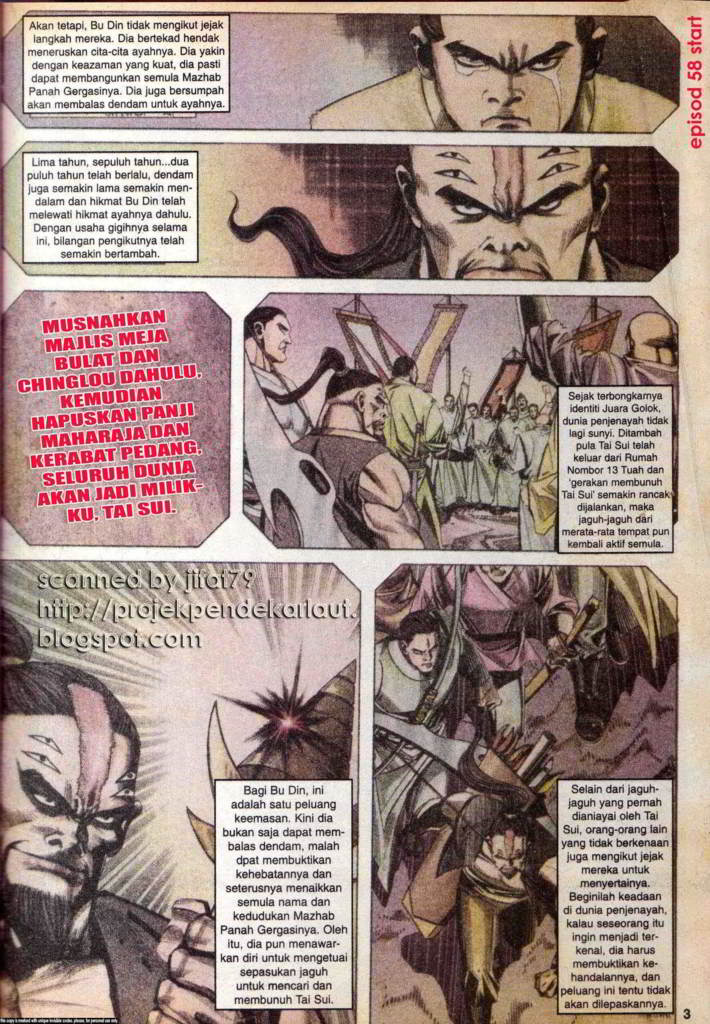 episod 58 start
Akan tetapi, Bu Din tidak mengikut jejak
langkah mereka. Dia bertekad hendak
meneruskan cita-cita ayahnya. Dia yakin
dengan keazaman yang kuat, dia pasti
dapat membangunkan semula Mazhab
Panah Gergasinya. Dia juga bersumpah
akan membalas dendam untuk ayahnya.
Lima tahun, sepuluh tahun...dua
puluh tahun telah berlalu, dendam
juga semakin lama semakin men-
dalam dan hikmat Bu Din telah
melewati hikmat ayahnya dahulu.
Dengan usaha gigihnya selama
ini, bilangan pengikutnya telah
semakin bertambah.
MUSNAHKAN
MAJLIS MEJA
BULAT DAN
CHINGLOU DAHULU,
KEMUDIAN
HAPUSKAN PANJI
MAHARAJA DAN
KERABAT PEDANG,
SELURUH DUNIA
AKAN JADI MILIK-
KU, TAI SUI.
Sejak terbongkarnya
identiti Juara Golok,
dunia penjenayah tidak
lagi sunyi. Ditambah
pula Tai Sui telah
keluar dari Rumah
Nombor 13 Tuah dan
'gerakan membunuh
Tai Sui' semakin rancak
dijalankan, maka
jaguh-jaguh dari
merata-rata tempat pun
kembali aktif semula.
scanned by jitat79
http://projekpendekarlaut.
blogspot.com
Bagi Bu Din, ini
adalah satu peluang
keemasan. Kini dia
bukan saja dapat mem-
balas dendam, malah
dpat membuktikan
kehebatannya dan
seterusnya menaikkan
semula nama dan
kedudukan Mazhab
Panah Gergasinya. Oleh
itu, dia pun menawar-
kan diri untuk mengetuai
sepasukan jaguh
untuk mencari dan
membunuh Tai Sui.
Selain dari jaguh-
jaguh yang pernah
dianiayai oleh Tai
Sui, orang-orang lain
yang tidak berkenaan
juga mengikut jejak
mereka untuk
menyertainya.
Beginilah keadaan
di dunia penjenayah,
kalau seseorang itu
ingin menjadi ter-
kenal, dia harus
membuktikan ke-
handalannya, dan
peluang ini tentu tidak
akan dilepaskannya.
3